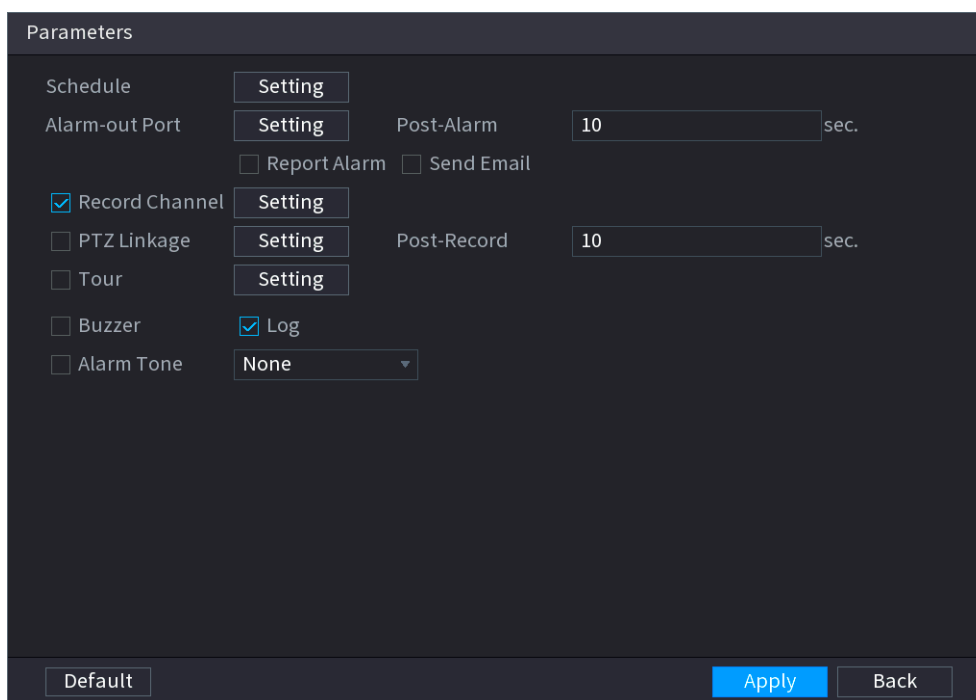 Parameters
Schedule Setting
Alarm-out Port Setting Post-Alarm 10 sec.
Report Alarm Send Email
Record Channel Setting
PTZ Linkage Setting Post-Record 10 sec.
Tour Setting
Buzzer Log
Alarm Tone None
Default Apply Back